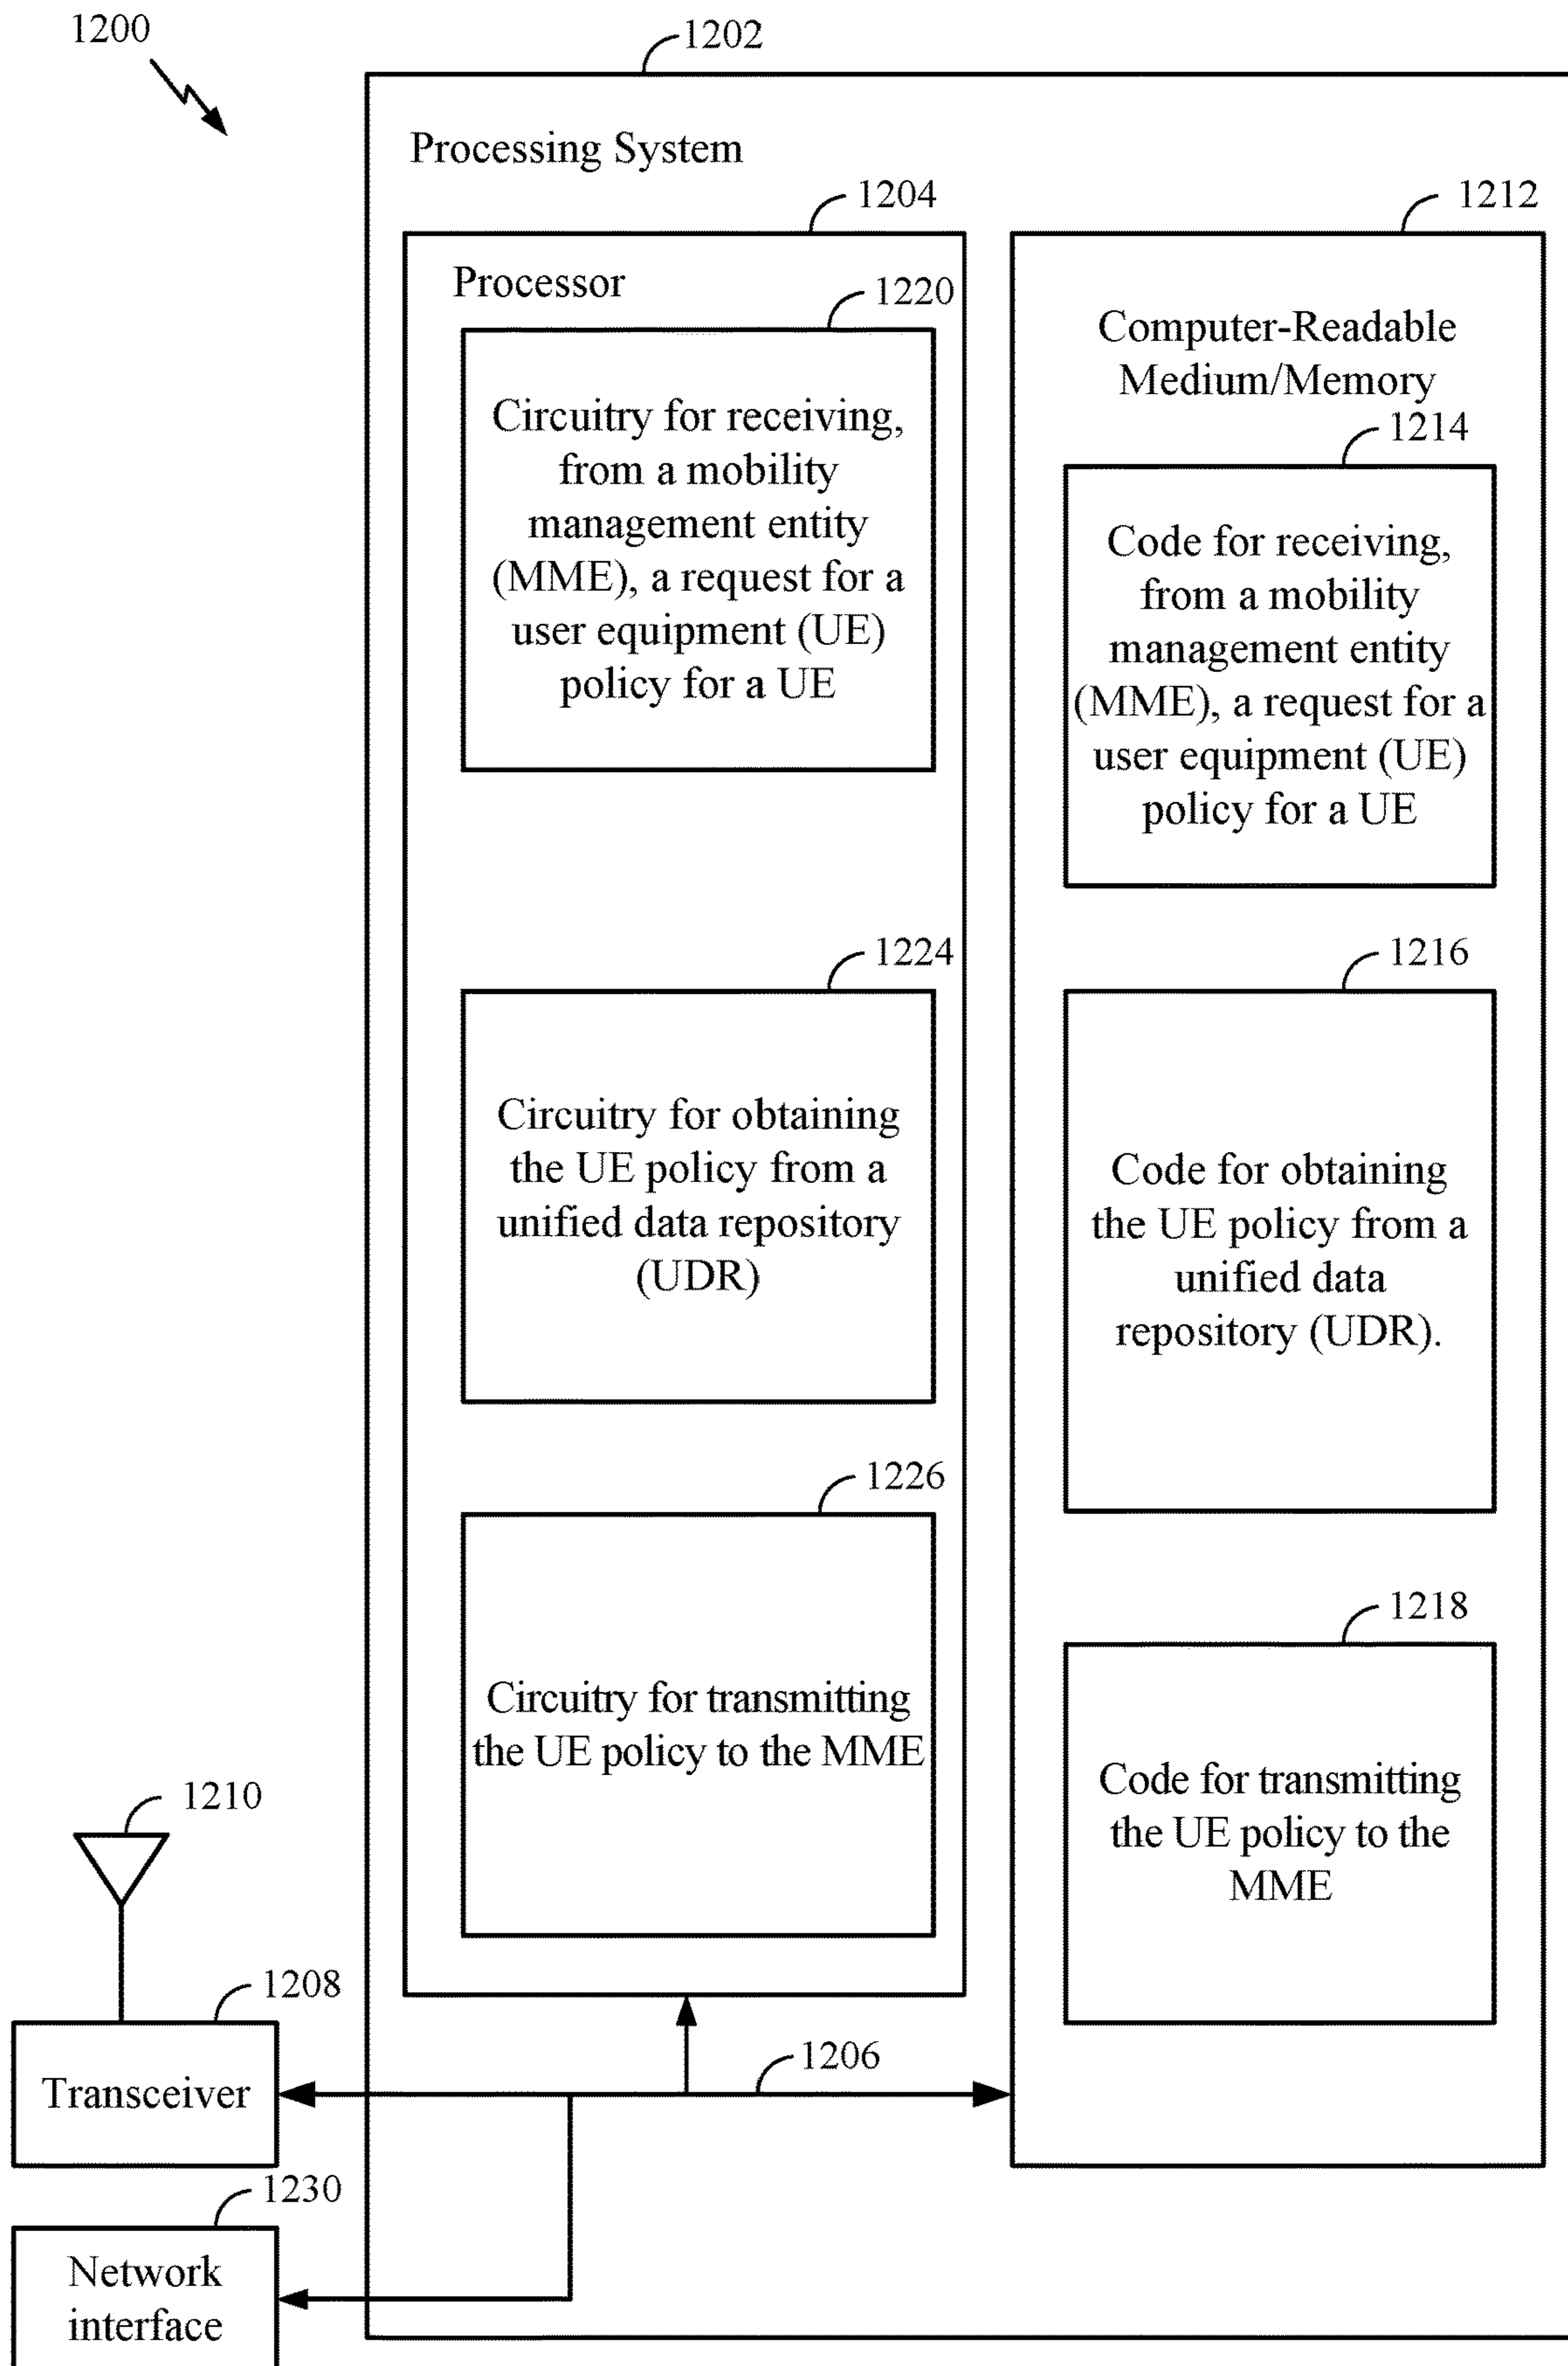 1200
1202
Processing System
1204
Processor
1220
Circuitry for receiving,
from a mobility
management entity
(MME), a request for a
user equipment (UE)
policy for a UE
1224
Circuitry for obtaining
the UE policy from a
unified data repository
(UDR)
1226
Circuitry for transmitting
the UE policy to the MME
1212
Computer-Readable
Medium/Memory
1214
Code for receiving,
from a mobility
management entity
(MME), a request for a
user equipment (UE)
policy for a UE
1216
Code for obtaining
the UE policy from a
unified data
repository (UDR).
1218
Code for transmitting
the UE policy to the
MME
1210
1208
Transceiver
1206
1230
Network
interface